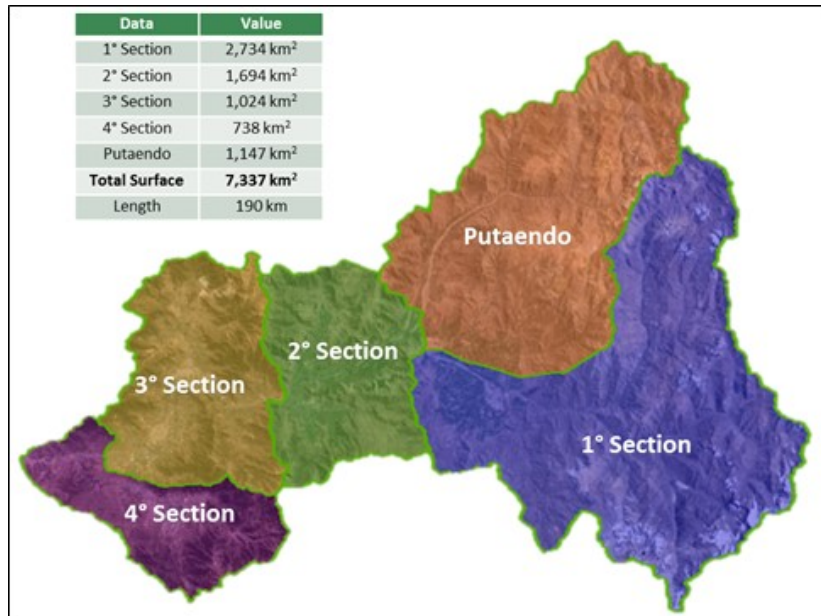 Data Value
1° Section 2,734 km²
2° Section 1,694 km²
3° Section 1,024 km²
4° Section 738 km²
Putaendo 1,147 km²
Total Surface 7,337 km²
Length 190 km
Putaendo
2° Section
3° Section
1° Section
4° Section